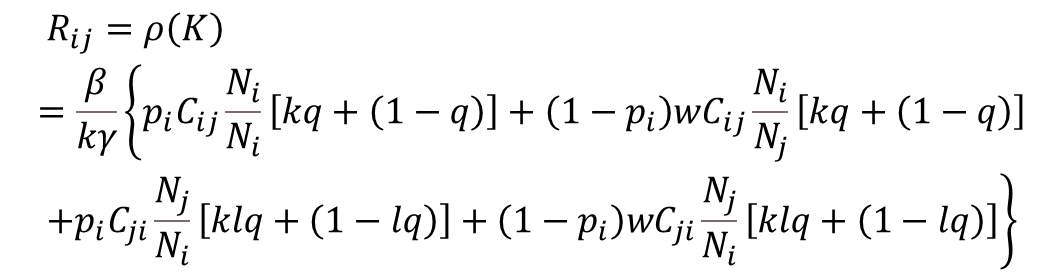 R_{ij} = ρ(K)
= \frac{β}{kγ} \{ p_i C_{ij} \frac{N_i}{N_i} [kq + (1 − q)] + (1 − p_i)wC_{ij} \frac{N_i}{N_j} [kq + (1 − q)]
+p_i C_{ji} \frac{N_j}{N_i} [klq + (1 − lq)] + (1 − p_i)wC_{ji} \frac{N_j}{N_i} [klq + (1 − lq)] \}